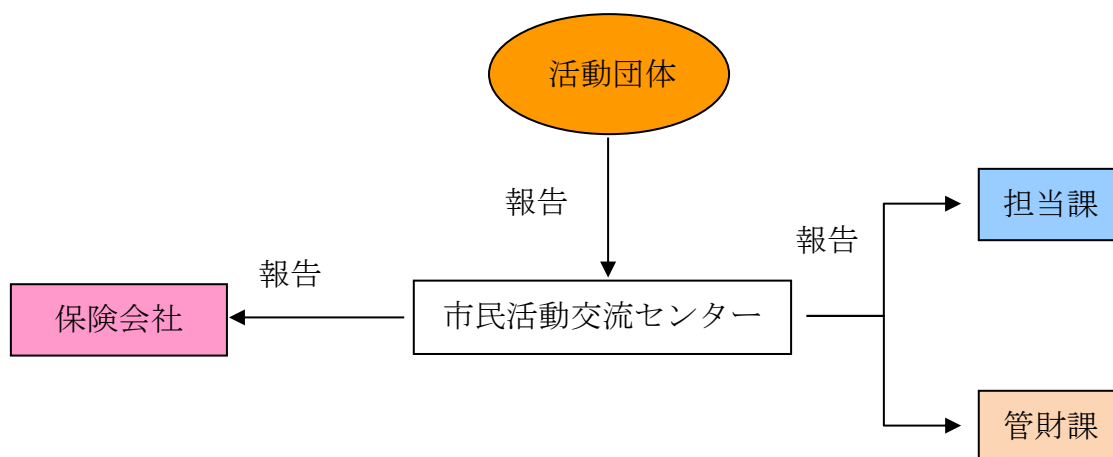 活動団体
報告
担当課
報告
報告
保険会社
市民活動交流センター
管財課